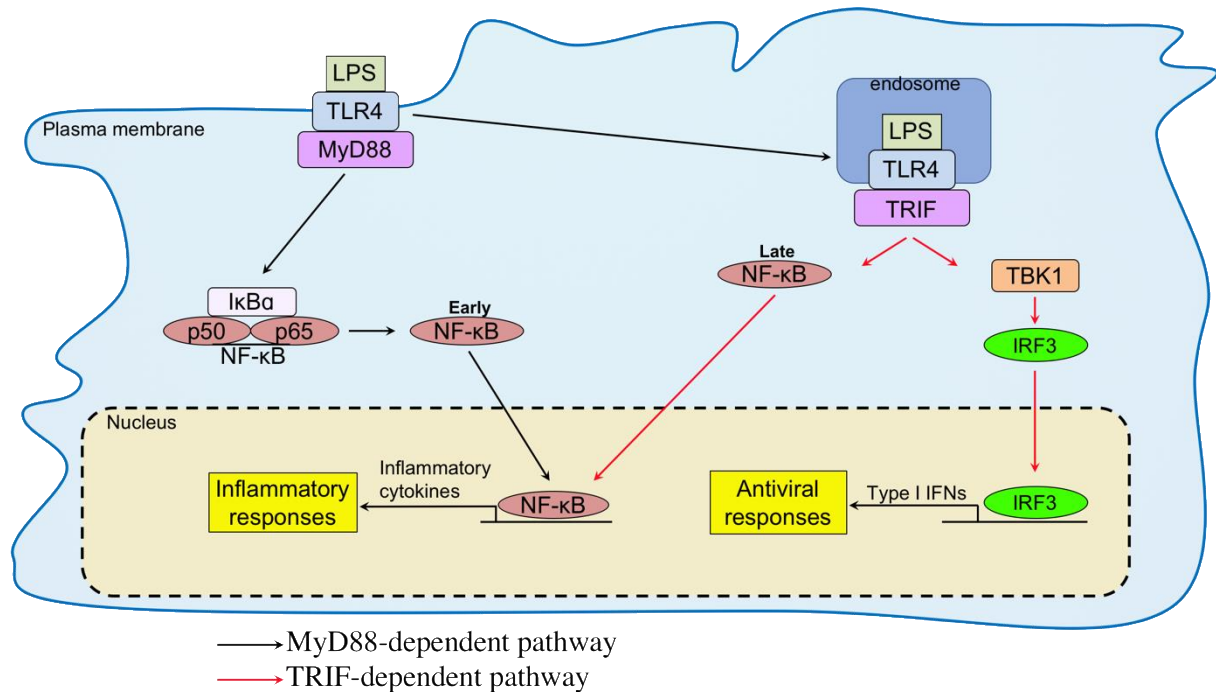 LPS
TLR4
MyD88
Plasma membrane
endosome
LPS
TLR4
TRIF
Late
NF-κB
TBK1
IκBα
p50 p65
NF-κB
Early
NF-κB
IRF3
Nucleus
Inflammatory
responses
Inflammatory
cytokines
NF-κB
Antiviral
responses
Type I IFNs
IRF3
MyD88-dependent pathway
TRIF-dependent pathway